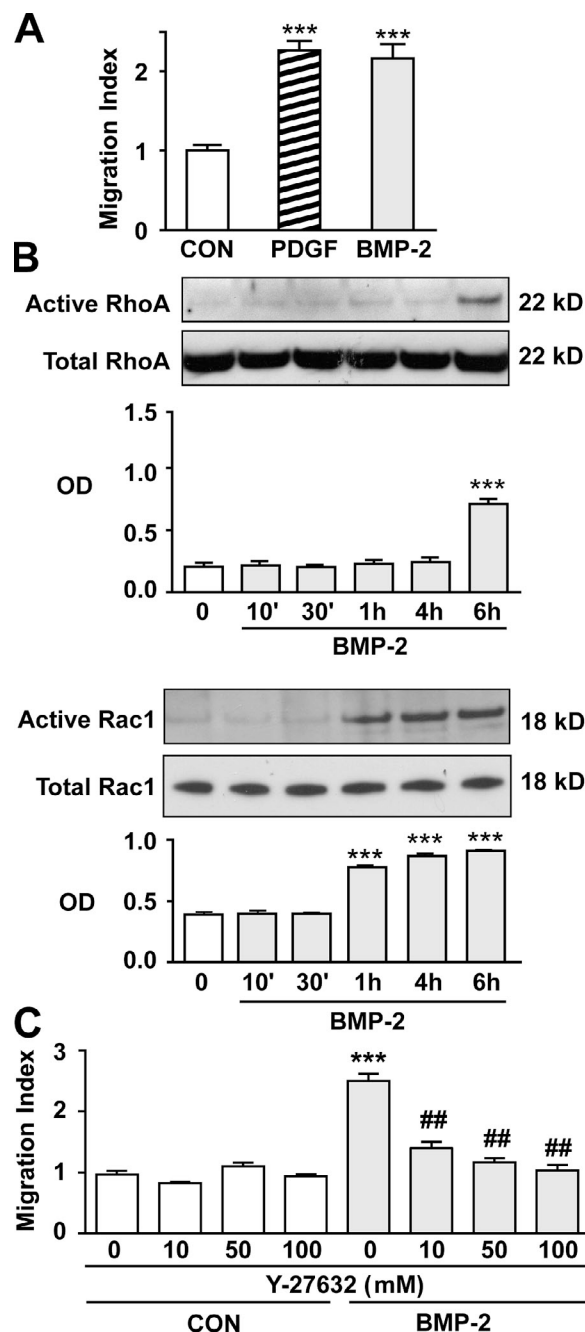 A
Migration Index
2
1
0
*** ***
CON PDGF BMP-2
B
Active RhoA 22 kD
Total RhoA 22 kD
OD
1.5
1.0
0.5
0.0
***
0 10' 30' 1h 4h 6h
BMP-2
Active Rac1 18 kD
Total Rac1 18 kD
OD
1.0
0.5
0.0
*** *** ***
0 10' 30' 1h 4h 6h
BMP-2
C
Migration Index
3
2
1
0
***
## ## ##
0 10 50 100 0 10 50 100
Y-27632 (mM)
CON BMP-2